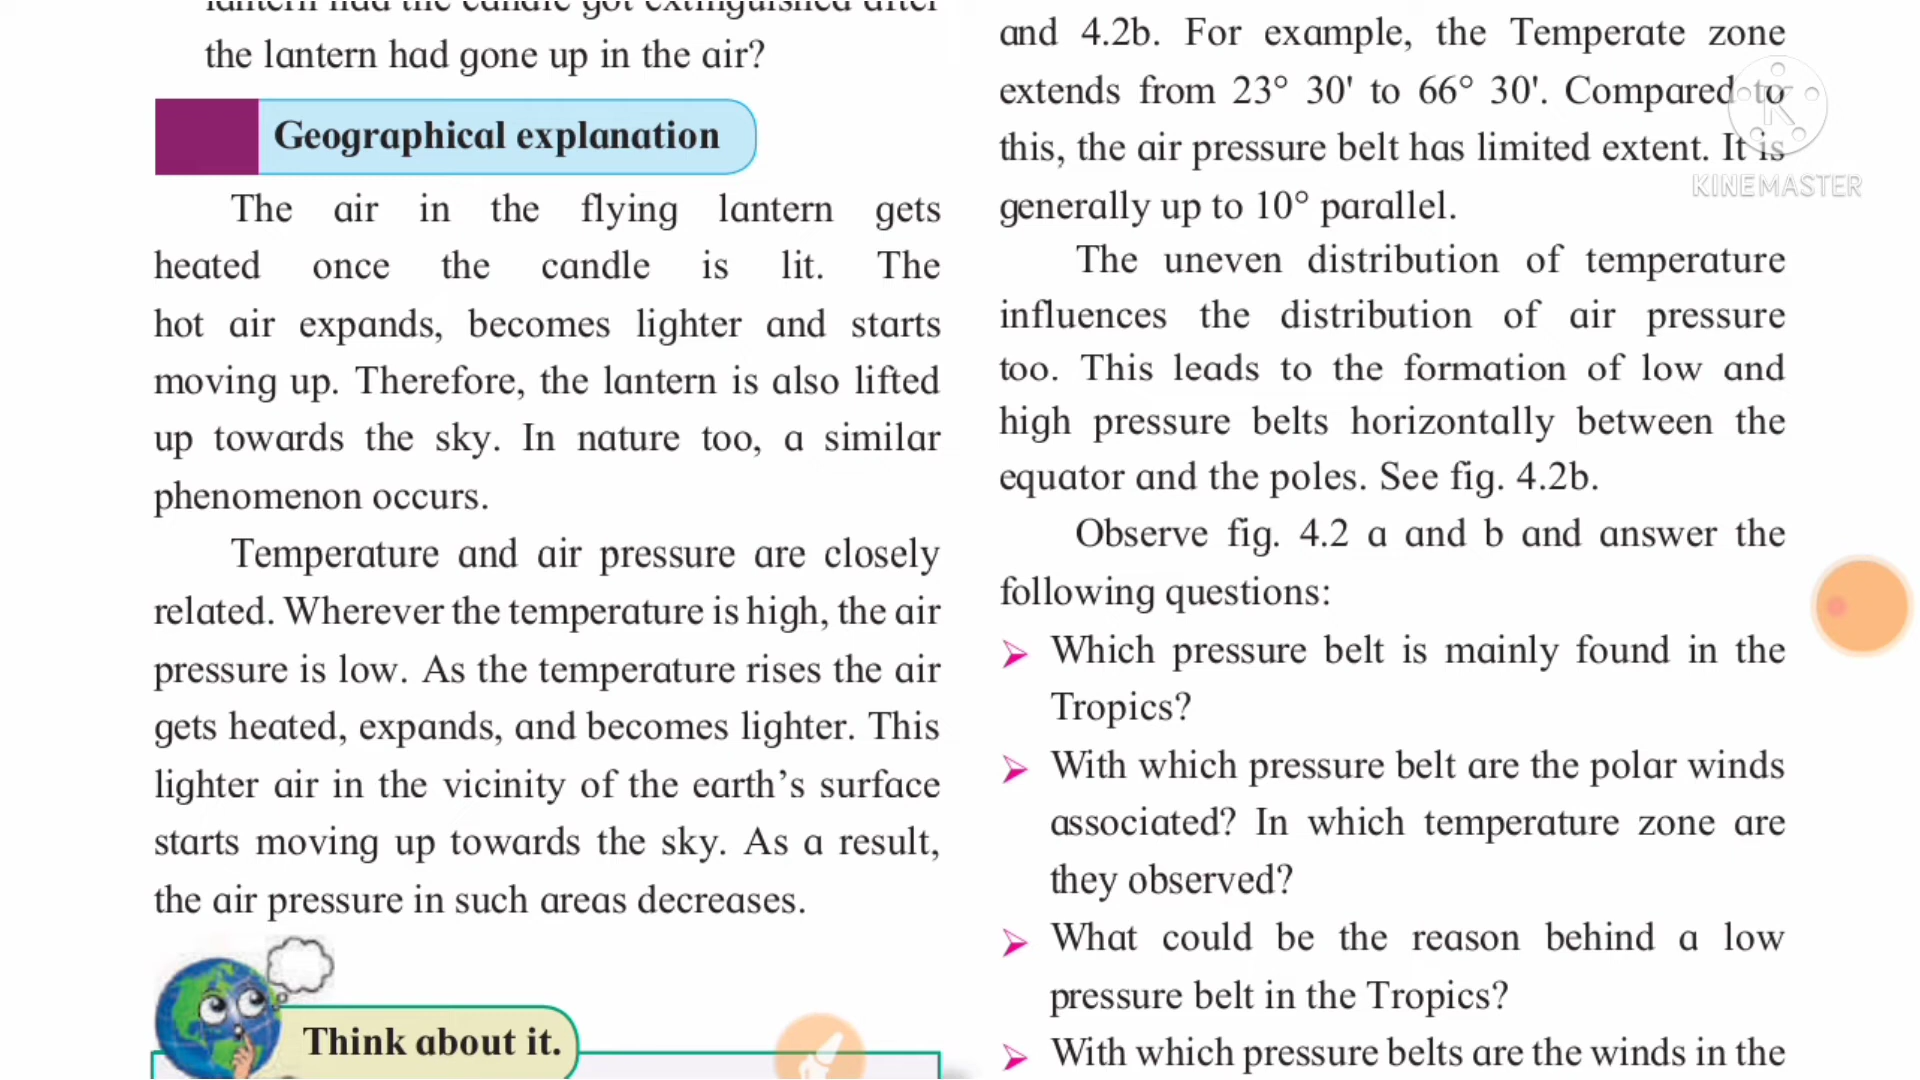 lantern had the candle got extinguished after
the lantern had gone up in the air?
Geographical explanation
The air in the flying lantern gets
heated once the candle is lit. The
hot air expands, becomes lighter and starts
moving up. Therefore, the lantern is also lifted
up towards the sky. In nature too, a similar
phenomenon occurs.
Temperature and air pressure are closely
related. Wherever the temperature is high, the air
pressure is low. As the temperature rises the air
gets heated, expands, and becomes lighter. This
lighter air in the vicinity of the earth’s surface
starts moving up towards the sky. As a result,
the air pressure in such areas decreases.
Think about it.
and 4.2b. For example, the Temperate zone
extends from 23° 30' to 66° 30'. Compared to
this, the air pressure belt has limited extent. It is
generally up to 10° parallel.
The uneven distribution of temperature
influences the distribution of air pressure
too. This leads to the formation of low and
high pressure belts horizontally between the
equator and the poles. See fig. 4.2b.
Observe fig. 4.2 a and b and answer the
following questions:
Which pressure belt is mainly found in the
Tropics?
With which pressure belt are the polar winds
associated? In which temperature zone are
they observed?
What could be the reason behind a low
pressure belt in the Tropics?
With which pressure belts are the winds in the
K
KINEMASTER